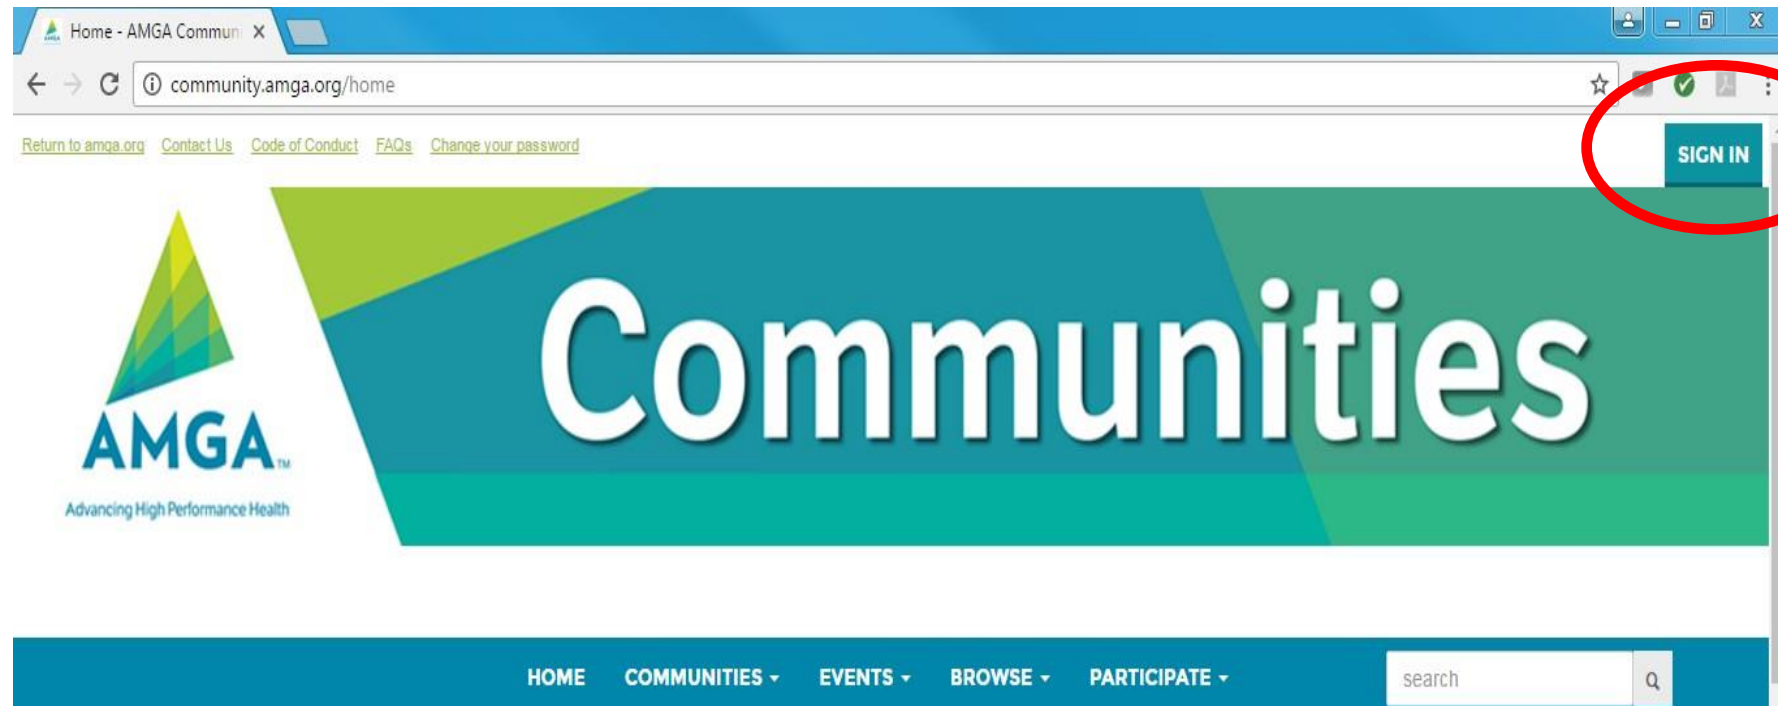 Home - AMGA Commun
community.amga.org/home
Return to amga.org Contact Us Code of Conduct FAQs Change your password
SIGN IN
Communities
AMGA™
Advancing High Performance Health
HOME COMMUNITIES EVENTS BROWSE PARTICIPATE search